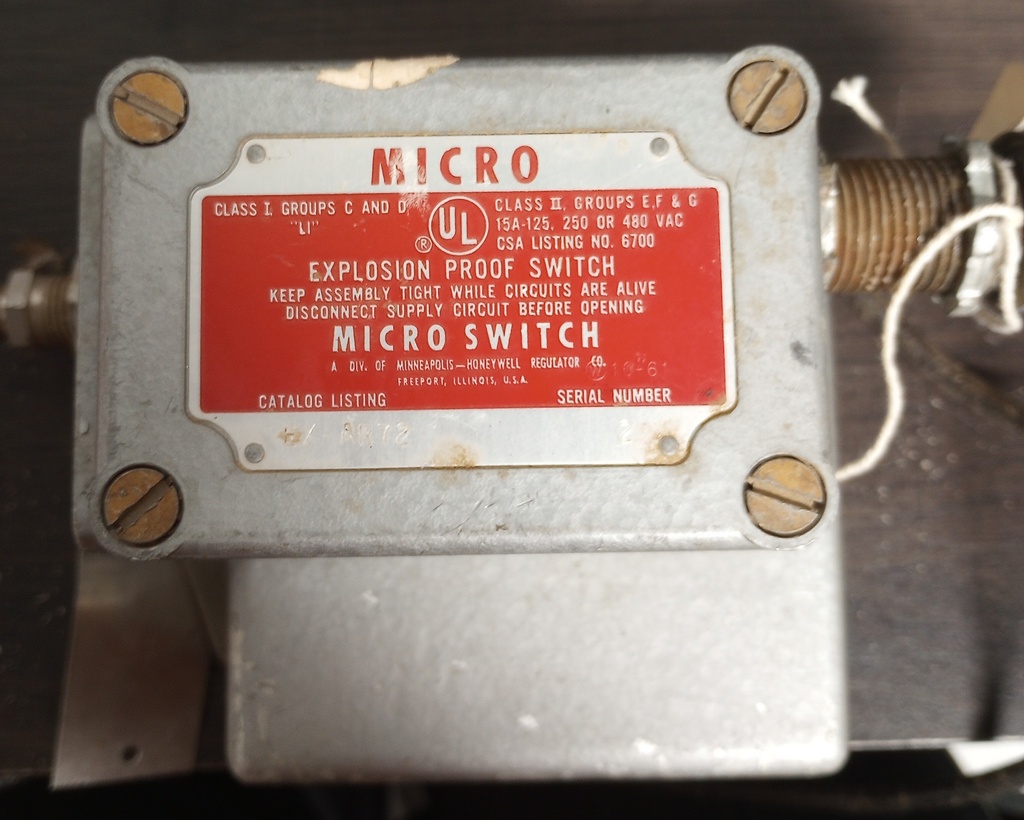 MICRO
CLASS I, GROUPS C AND D
"LI"
UL
®
CLASS II, GROUPS E,F & G
15A-125, 250 OR 480 VAC
CSA LISTING NO. 6700
EXPLOSION PROOF SWITCH
KEEP ASSEMBLY TIGHT WHILE CIRCUITS ARE ALIVE
DISCONNECT SUPPLY CIRCUIT BEFORE OPENING
MICRO SWITCH
A DIV. OF MINNEAPOLIS—HONEYWELL REGULATOR CO.
FREEPORT, ILLINOIS, U.S.A.
CATALOG LISTING
SERIAL NUMBER